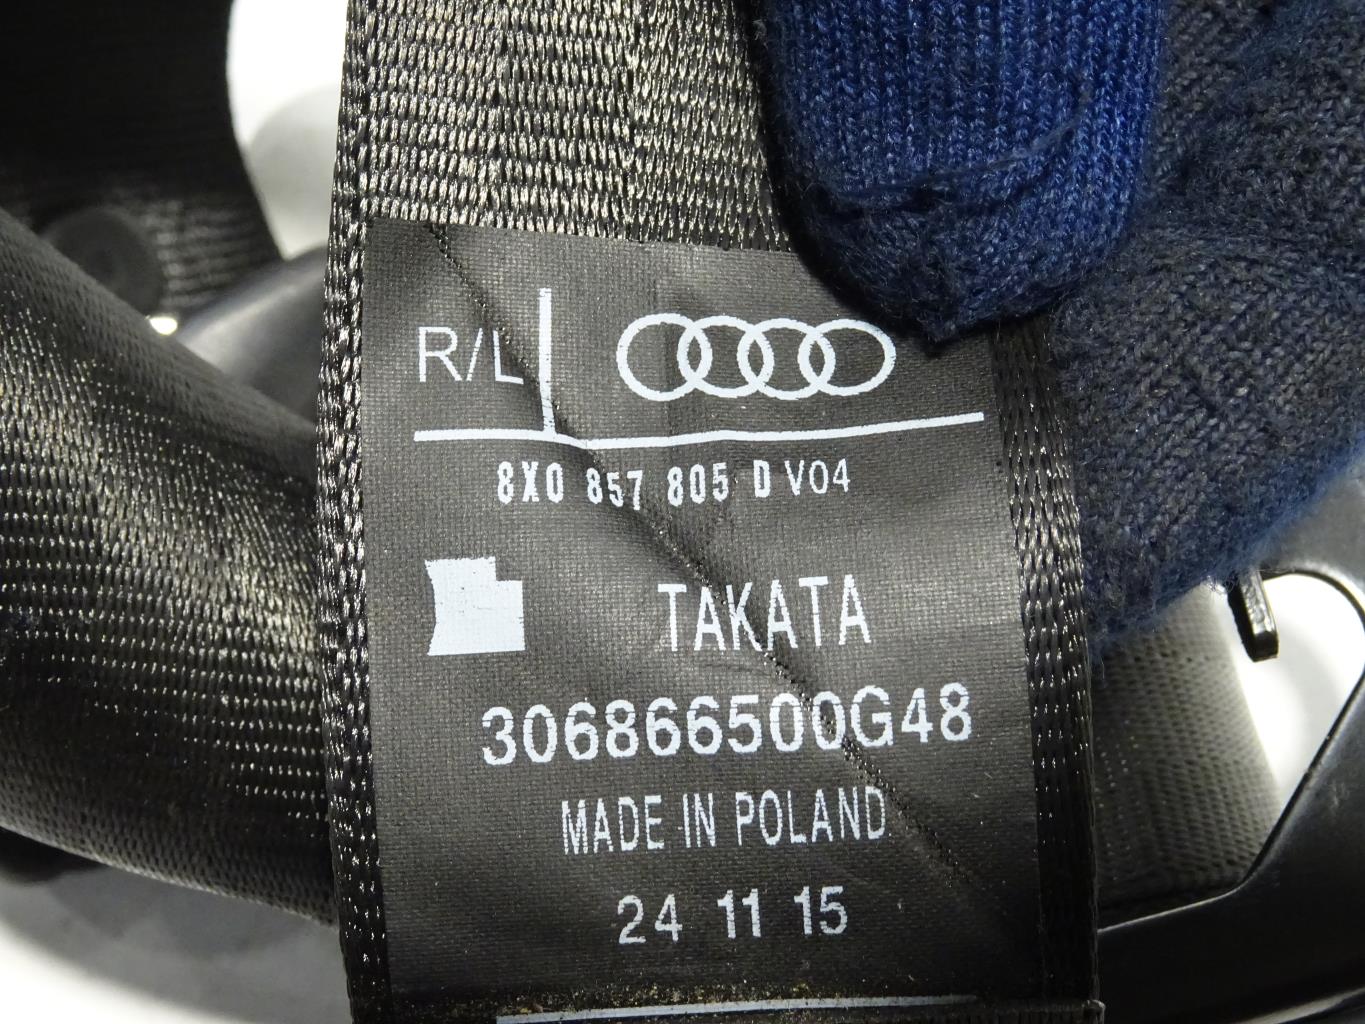 R/L
8X0 857 805 D V04
TAKATA
306866500G48
MADE IN POLAND
24 11 15